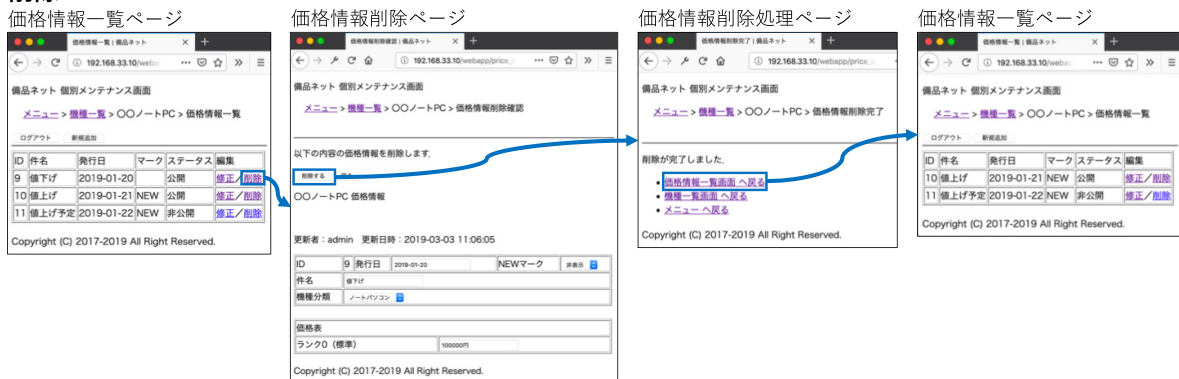 価格情報一覧ページ
価格情報一覧 | 備品ネット
192.168.33.10/weba
備品ネット 個別メンテナンス画面
メニュー > 機種一覧 > 〇〇ノートPC > 価格情報一覧
ログアウト 新規追加
ID 件名 発行日 マーク ステータス 編集
9 値下げ 2019-01-20 公開 修正／削除
10 値上げ 2019-01-21 NEW 公開 修正／削除
11 値上げ予定 2019-01-22 NEW 非公開 修正／削除
Copyright (C) 2017-2019 All Right Reserved.
価格情報削除ページ
価格情報削除確認 | 備品ネット
192.168.33.10/webapp/price_
備品ネット 個別メンテナンス画面
メニュー > 機種一覧 > 〇〇ノートPC > 価格情報削除確認
以下の内容の価格情報を削除します.
削除する
〇〇ノートPC 価格情報
更新者：admin 更新日時：2019-03-03 11:06:05
ID 9 発行日 2019-01-20 NEWマーク 非表示
件名 値下げ
機種分類 ノートパソコン
価格表
ランク0（標準） 100000円
Copyright (C) 2017-2019 All Right Reserved.
価格情報削除処理ページ
価格情報削除完了 | 備品ネット
192.168.33.10/webapp/price_
備品ネット 個別メンテナンス画面
メニュー > 機種一覧 > 〇〇ノートPC > 価格情報削除完了
削除が完了しました.
価格情報一覧画面 へ戻る
機種一覧画面 へ戻る
メニュー へ戻る
Copyright (C) 2017-2019 All Right Reserved.
価格情報一覧ページ
価格情報一覧 | 備品ネット
192.168.33.10/weba
備品ネット 個別メンテナンス画面
メニュー > 機種一覧 > 〇〇ノートPC > 価格情報一覧
ログアウト 新規追加
ID 件名 発行日 マーク ステータス 編集
10 値上げ 2019-01-21 NEW 公開 修正／削除
11 値上げ予定 2019-01-22 NEW 非公開 修正／削除
Copyright (C) 2017-2019 All Right Reserved.